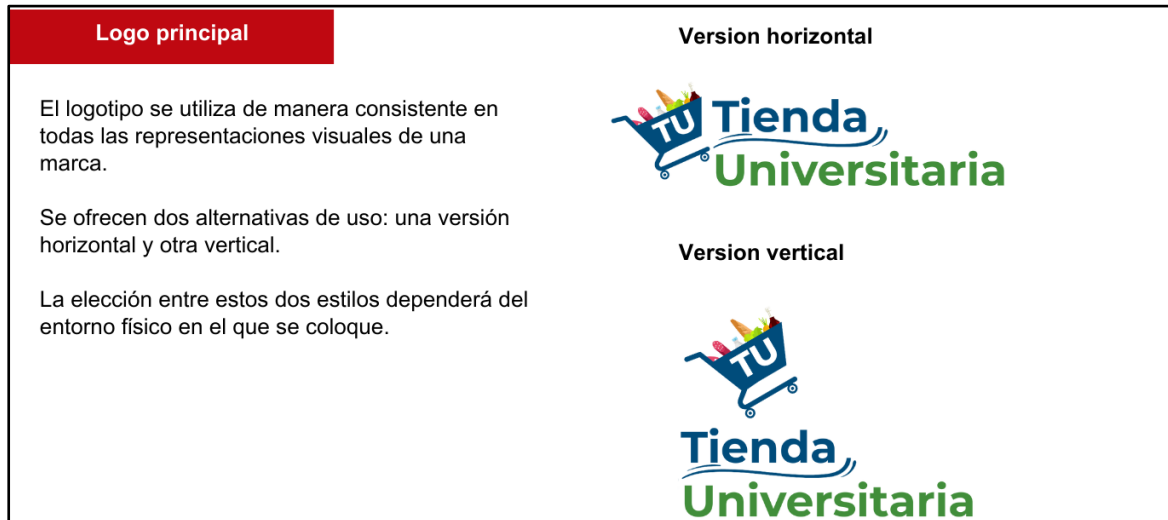 Logo principal
El logotipo se utiliza de manera consistente en
todas las representaciones visuales de una
marca.
Se ofrecen dos alternativas de uso: una versión
horizontal y otra vertical.
La elección entre estos dos estilos dependerá del
entorno físico en el que se coloque.
Version horizontal
TU
Tienda
Universitaria
Version vertical
TU
Tienda
Universitaria